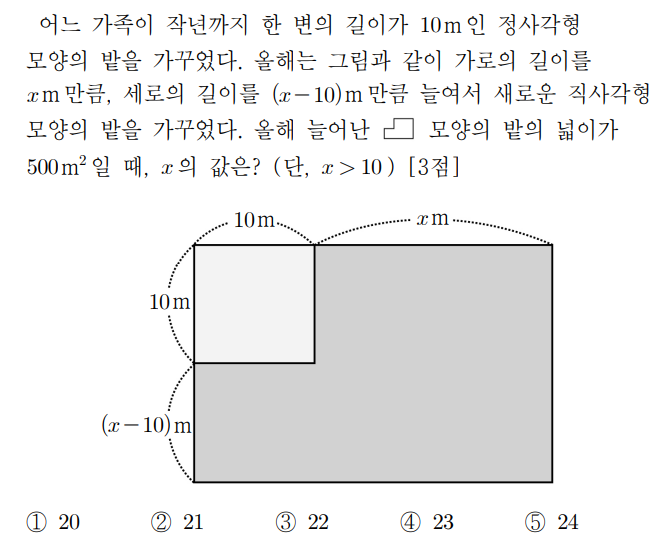 어느 가족이 작년까지 한 변의 길이가 10m인 정사각형
모양의 밭을 가꾸었다. 올해는 그림과 같이 가로의 길이를
x m만큼, 세로의 길이를 (x-10)m만큼 늘여서 새로운 직사각형
모양의 밭을 가꾸었다. 올해 늘어난 모양의 밭의 넓이가
500m²일 때, x의 값은? (단, x > 10) [3점]
10m
x m
10m
(x-10)m
① 20 ② 21 ③ 22 ④ 23 ⑤ 24